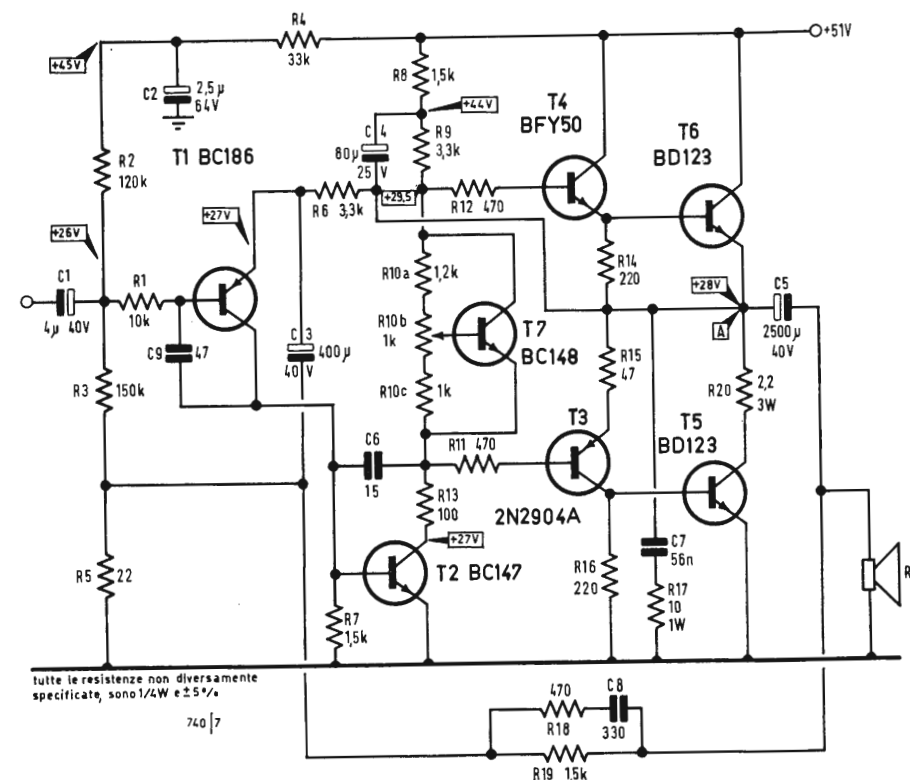 +51V
R4
33k
+45V
C2
2,5µ
64V
R8
1,5k
+44V
C 4
80µ
25 V
R9
3,3k
T4
BFY50
T6
BD123
T1 BC186
R2
120k
+27V
R6 3,3k
+29,5
R12 470
+26V
R14
220
C1
4µ 40V
R1
10k
R10a
1,2k
+28V
A
C5
2500µ
40V
R10b
1k
T7
BC148
C9
47
C 3
400µ
40 V
R15
47
R20
2,2
3W
R3
150k
R10c
1k
T3
T5
BD123
R11 470
C6
15
R13
100
2N2904A
+27V
T2 BC147
C7
56n
R5
22
R16
220
R17
10
1W
R
R7
1,5k
tutte le resistenze non diversamente
specificate, sono 1/4W e ±5%.
740|7
470
R18
C8
330
R19 1,5k